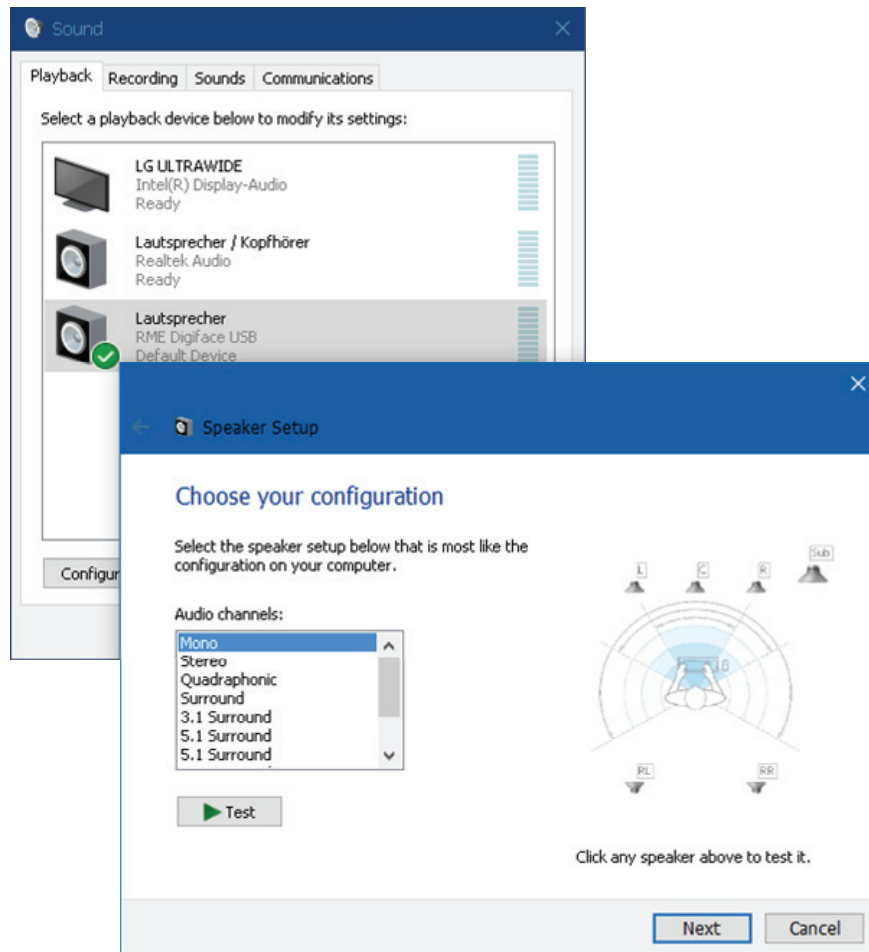 Sound
Playback Recording Sounds Communications
Select a playback device below to modify its settings:
LG ULTRAWIDE
Intel(R) Display-Audio
Ready
Lautsprecher / Kopfhörer
Realtek Audio
Ready
Lautsprecher
RME Digiface USB
Default Device
Configur
Speaker Setup
Choose your configuration
Select the speaker setup below that is most like the
configuration on your computer.
Audio channels:
Mono
Stereo
Quadraphonic
Surround
3.1 Surround
5.1 Surround
5.1 Surround
Test
L C R Sub
RL RR
Click any speaker above to test it.
Next Cancel